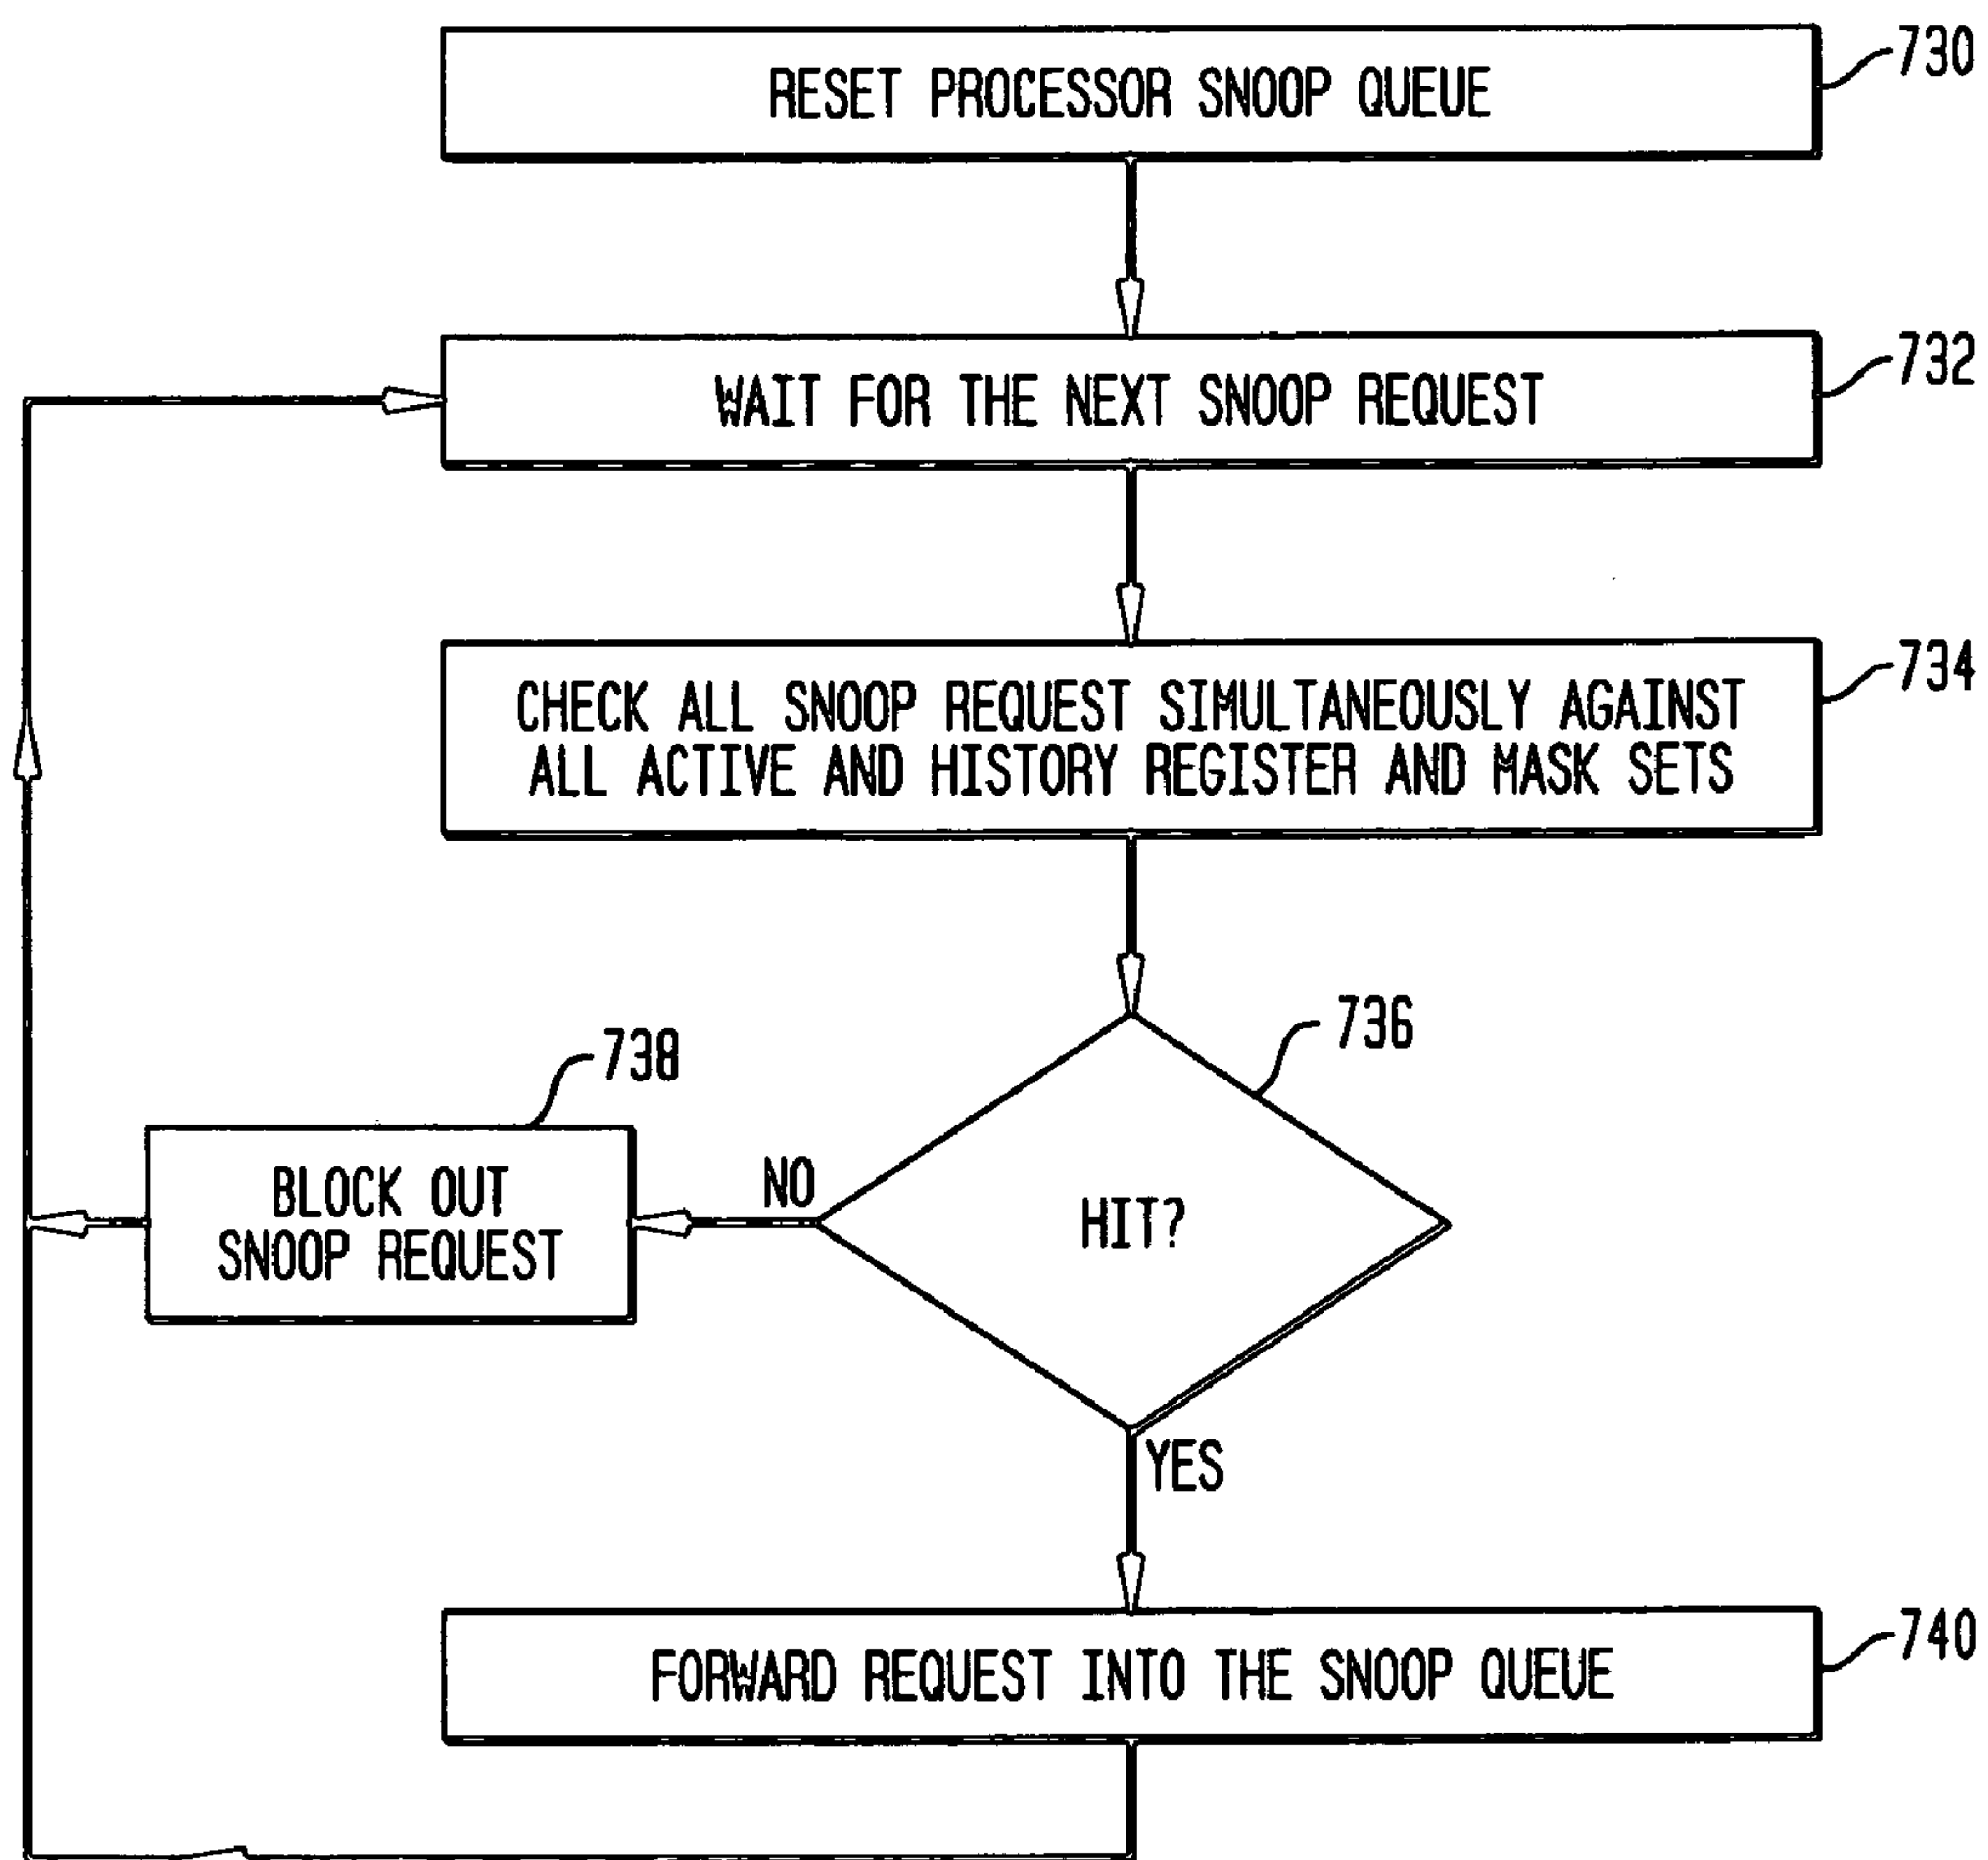 RESET PROCESSOR SNOOP QUEUE
730
WAIT FOR THE NEXT SNOOP REQUEST
732
CHECK ALL SNOOP REQUEST SIMULTANEOUSLY AGAINST
ALL ACTIVE AND HISTORY REGISTER AND MASK SETS
734
736
HIT?
NO
738
BLOCK OUT
SNOOP REQUEST
YES
FORWARD REQUEST INTO THE SNOOP QUEUE
740